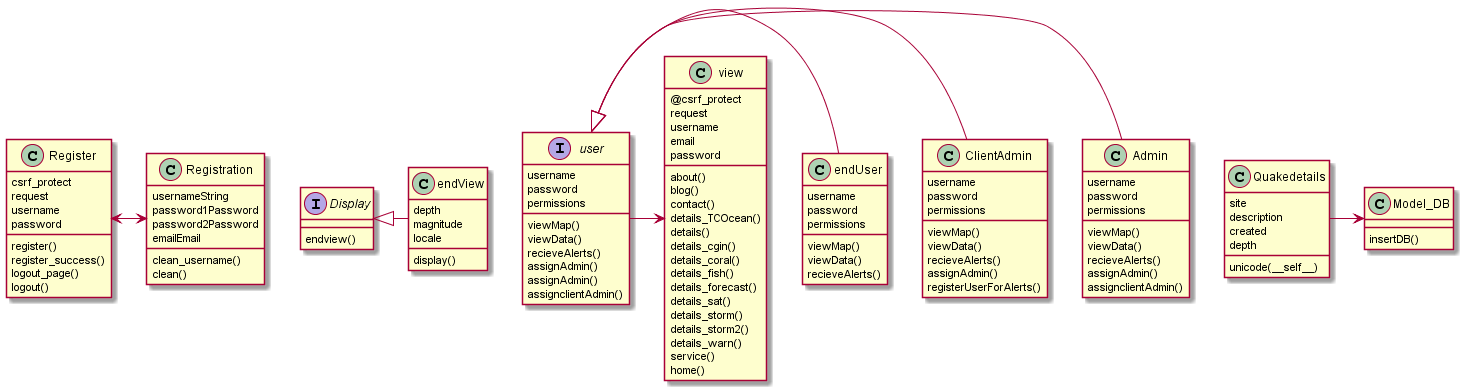 C Register
csrf_protect
request
username
password
register()
register_success()
logout_page()
logout()
C Registration
usernameString
password1Password
password2Password
emailEmail
clean_username()
clean()
I Display
endview()
C endView
depth
magnitude
locale
display()
I user
username
password
permissions
viewMap()
viewData()
recieveAlerts()
assignAdmin()
assignAdmin()
assignclientAdmin()
C view
@csrf_protect
request
username
email
password
about()
blog()
contact()
details_TCOcean()
details()
details_cgin()
details_coral()
details_fish()
details_forecast()
details_sat()
details_storm()
details_storm2()
details_warn()
service()
home()
C endUser
username
password
permissions
viewMap()
viewData()
recieveAlerts()
C ClientAdmin
username
password
permissions
viewMap()
viewData()
recieveAlerts()
assignAdmin()
registerUserForAlerts()
C Admin
username
password
permissions
viewMap()
viewData()
recieveAlerts()
assignAdmin()
assignclientAdmin()
C Quakedetails
site
description
created
depth
unicode(__self__)
C Model_DB
insertDB()